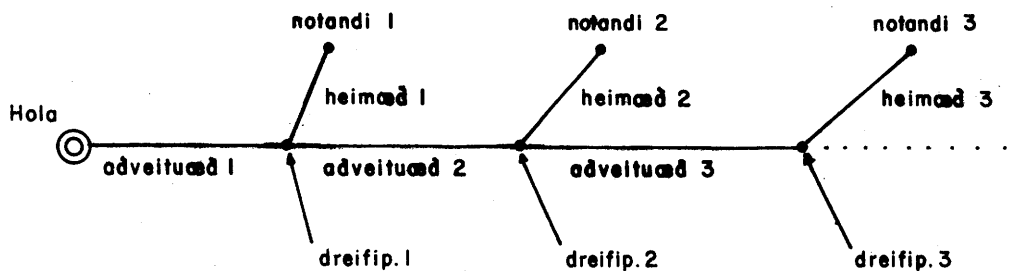 notandi 1
notandi 2
notandi 3
heimæð 1
heimæð 2
heimæð 3
Hola
aðveituæð 1
aðveituæð 2
aðveituæð 3
dreifip. 1
dreifip. 2
dreifip. 3